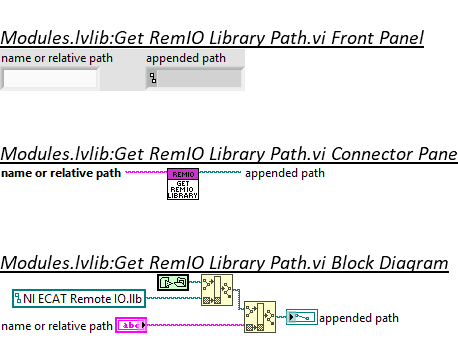 Modules.lvlib:Get RemIO Library Path.vi Front Panel
name or relative path appended path
Modules.lvlib:Get RemIO Library Path.vi Connector Pane
name or relative path appended path
REMIO
GET
REMIO
LIBRARY
Modules.lvlib:Get RemIO Library Path.vi Block Diagram
NI ECAT Remote IO.llb
name or relative path abc appended path